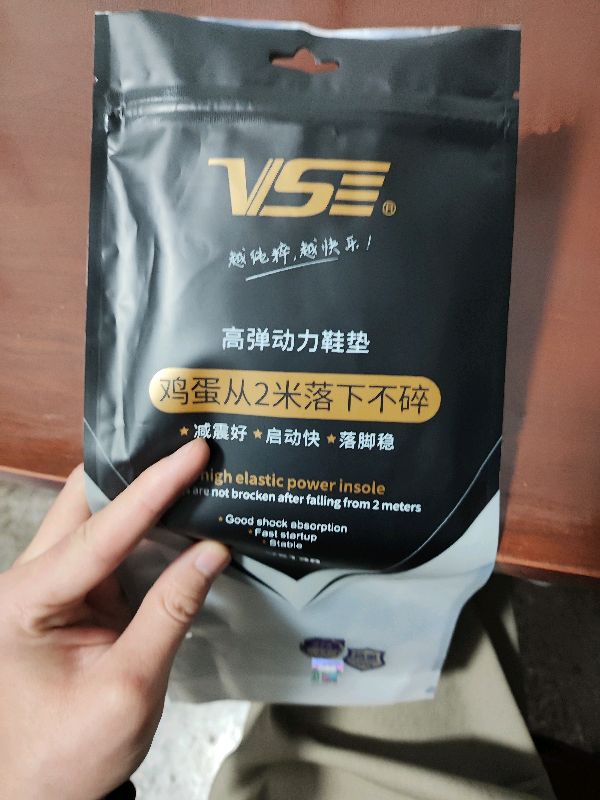 VSE®
越纯粹,越快乐!
高弹动力鞋垫
鸡蛋从2米落下不碎
★减震好 ★启动快 ★落脚稳
high elastic power insole
are not brocken after falling from 2 meters
Good shock absorption
Fast startup
Stable